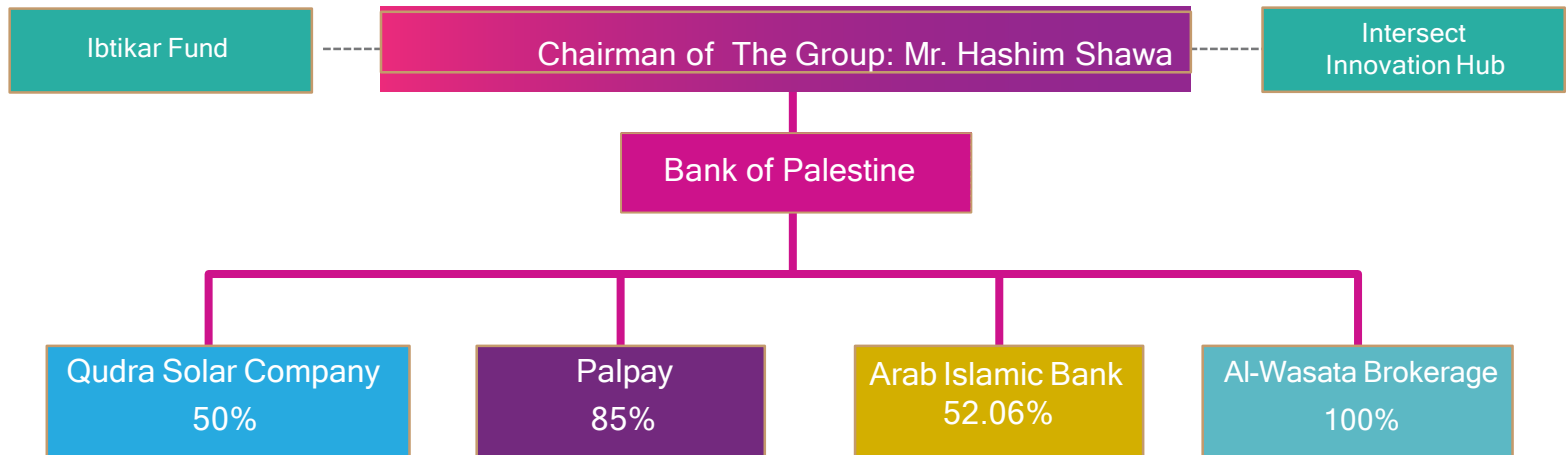 Ibtikar Fund
Chairman of The Group: Mr. Hashim Shawa
Intersect
Innovation Hub
Bank of Palestine
Qudra Solar Company
50%
Palpay
85%
Arab Islamic Bank
52.06%
Al-Wasata Brokerage
100%